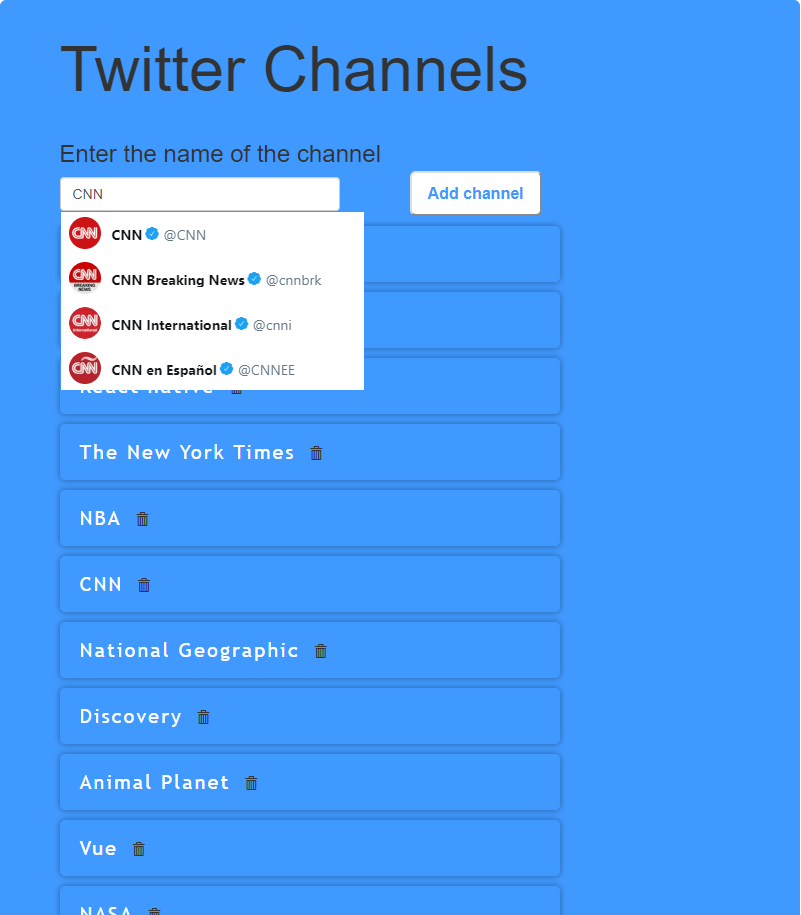 Twitter Channels
Enter the name of the channel
CNN
Add channel
CNN @CNN
CNN Breaking News @cnnbrk
CNN International @cnni
CNN en Español @CNNEE
React native
The New York Times
NBA
CNN
National Geographic
Discovery
Animal Planet
Vue
NASA